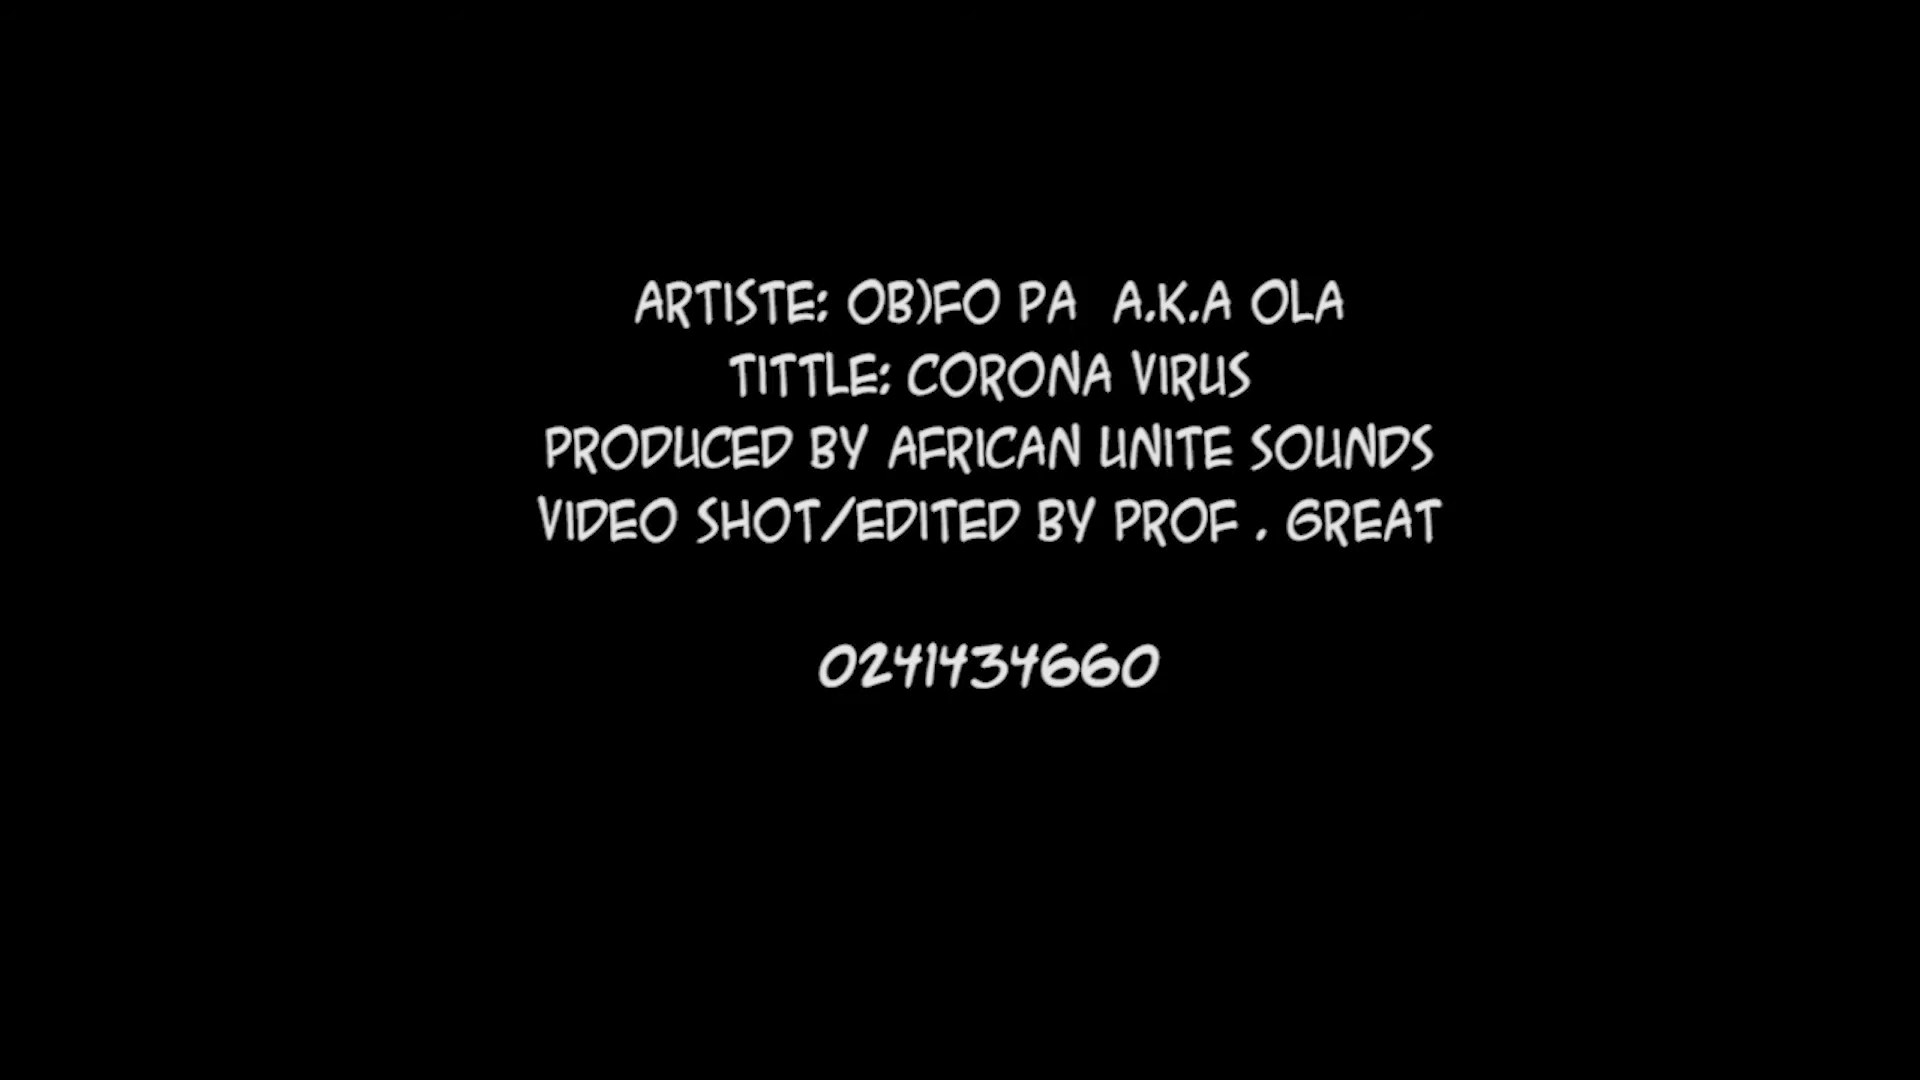 ARTISTE: OB)FO PA A.K.A OLA
TITTLE: CORONA VIRUS
PRODUCED BY AFRICAN UNITE SOUNDS
VIDEO SHOT/EDITED BY PROF . GREAT
0241434660